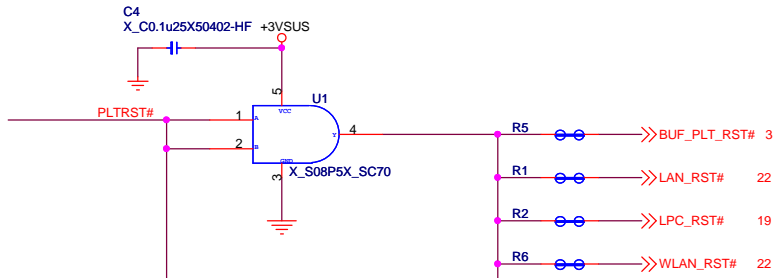 C4
X_C0.1u25X50402-HF +3VSUS
5
U1
VCC
PLTRST#
1
A
4
Y
R5
BUF_PLT_RST# 3
2
B
GND
3
X_S08P5X_SC70
R1
LAN_RST# 22
R2
LPC_RST# 19
R6
WLAN_RST# 22